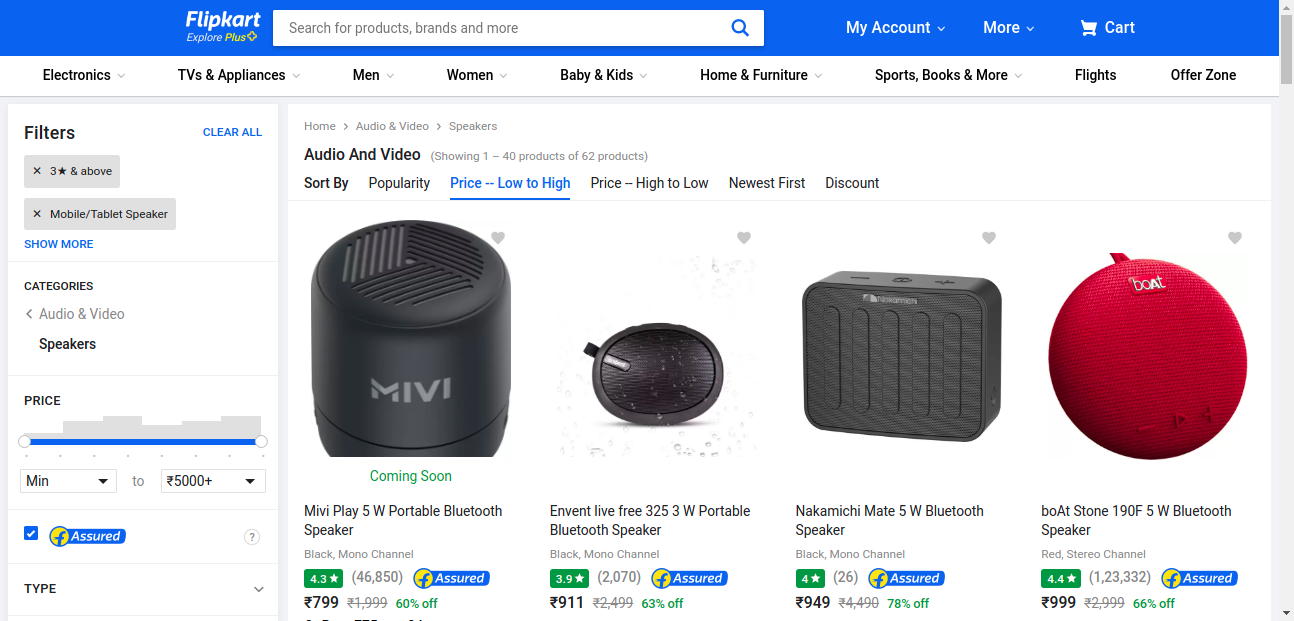 Flipkart
Explore Plus
Search for products, brands and more
My Account
More
Cart
Electronics
TVs & Appliances
Men
Women
Baby & Kids
Home & Furniture
Sports, Books & More
Flights
Offer Zone
Filters
CLEAR ALL
✕ 3★ & above
✕ Mobile/Tablet Speaker
SHOW MORE
CATEGORIES
Audio & Video
Speakers
PRICE
Min
to
₹5000+
Assured
?
TYPE
Home > Audio & Video > Speakers
Audio And Video (Showing 1 – 40 products of 62 products)
Sort By
Popularity
Price -- Low to High
Price -- High to Low
Newest First
Discount
MIVI
Coming Soon
Mivi Play 5 W Portable Bluetooth
Speaker
Black, Mono Channel
4.3★ (46,850) Assured
₹799 ₹1,999 60% off
Envent live free 325 3 W Portable
Bluetooth Speaker
Black, Mono Channel
3.9★ (2,070) Assured
₹911 ₹2,499 63% off
Nakamichi
Nakamichi Mate 5 W Bluetooth
Speaker
Black, Mono Channel
4★ (26) Assured
₹949 ₹4,490 78% off
boAt
boAt Stone 190F 5 W Bluetooth
Speaker
Red, Stereo Channel
4.4★ (1,23,332) Assured
₹999 ₹2,999 66% off